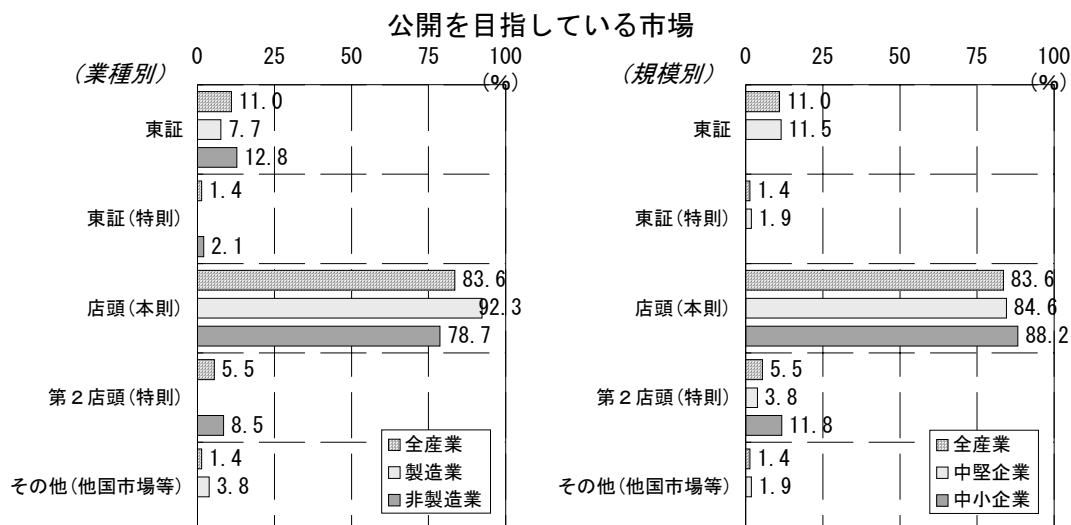 公開を目指している市場
(業種別)
0 25 50 75 100
(%)
東証
11.0
7.7
12.8
東証(特則)
1.4
2.1
店頭(本則)
83.6
92.3
78.7
第２店頭(特則)
5.5
8.5
その他(他国市場等)
1.4
3.8
全産業
製造業
非製造業
(規模別)
0 25 50 75 100
(%)
東証
11.0
11.5
東証(特則)
1.4
1.9
店頭(本則)
83.6
84.6
88.2
第２店頭(特則)
5.5
3.8
11.8
その他(他国市場等)
1.4
1.9
全産業
中堅企業
中小企業